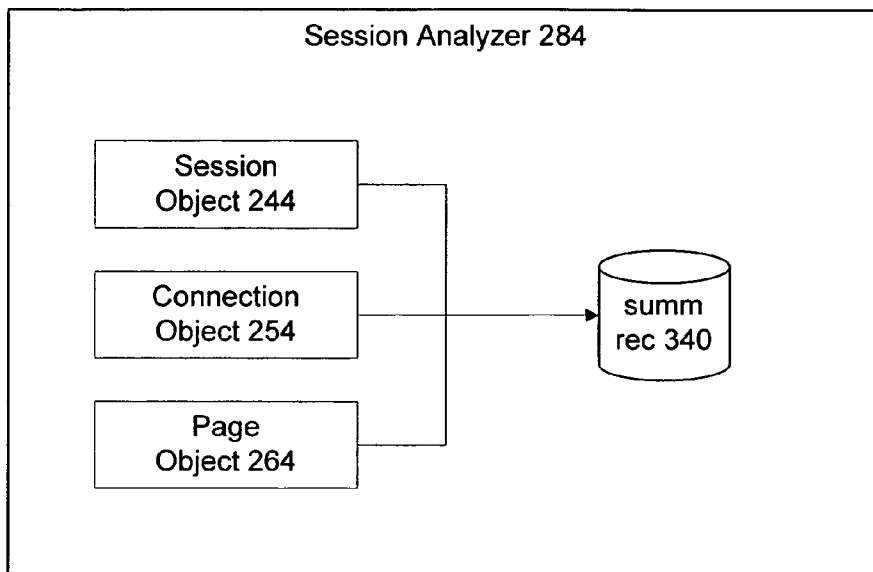 Session Analyzer 284
Session
Object 244
Connection
Object 254
Page
Object 264
summ
rec 340